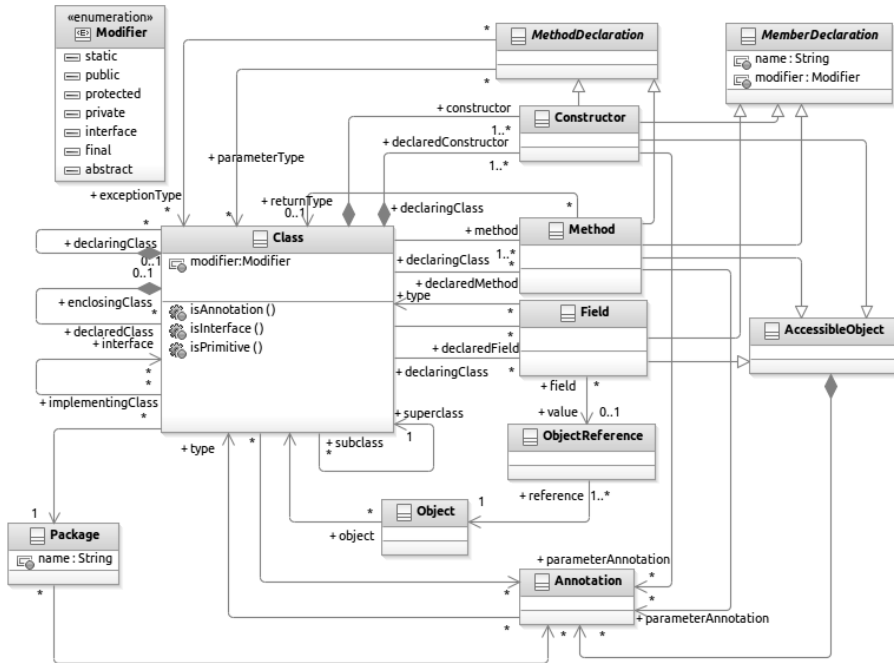 «enumeration»
Modifier
static
public
protected
private
interface
final
abstract
*
*
MethodDeclaration
MemberDeclaration
name : String
modifier : Modifier
+ constructor
1..*
Constructor
+ declaredConstructor
1..*
+ parameterType
+ exceptionType
*
*
+ returnType
0..1
+ declaringClass
*
*
+ declaringClass
0..1
0..1
+ enclosingClass
*
+ declaredClass
+ interface
*
*
+ implementingClass
*
Class
modifier:Modifier
isAnnotation ( )
isInterface ( )
isPrimitive ( )
+ method
1..*
+ declaringClass
*
+ declaredMethod
Method
+ type
*
*
+ declaredField
+ declaringClass
*
Field
AccessibleObject
+ field
*
+ value
0..1
ObjectReference
+ reference
1..*
+ superclass
1
+ subclass
*
+ type
*
*
+ object
Object
1
1
Package
name : String
*
+ parameterAnnotation
*
*
+ parameterAnnotation
Annotation
*
*
*
*